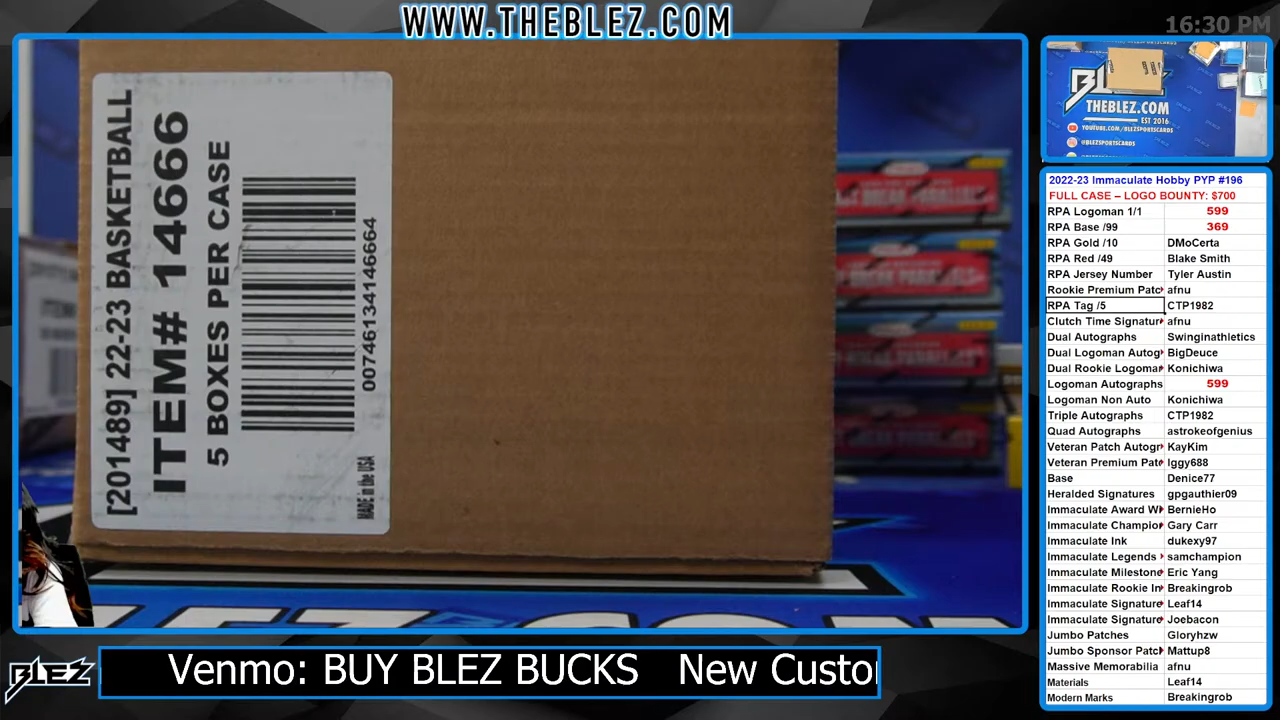 WWW.THEBLEZ.COM
16:30 PM
[201489] 22-23 BASKETBALL
ITEM# 14666
5 BOXES PER CASE
00746134146664
MADE in the USA
THEBLEZ.COM
EST 2016
YOUTUBE.COM/BLEZSPORTSCARDS
@BLEZSPORTSCARDS
2022-23 Immaculate Hobby PYP #196
FULL CASE – LOGO BOUNTY: $700
RPA Logoman 1/1 599
RPA Base /99 369
RPA Gold /10 DMoCerta
RPA Red /49 Blake Smith
RPA Jersey Number Tyler Austin
Rookie Premium Patc afnu
RPA Tag /5 CTP1982
Clutch Time Signatur afnu
Dual Autographs Swinginathletics
Dual Logoman Autog BigDeuce
Dual Rookie Logomar Konichiwa
Logoman Autographs 599
Logoman Non Auto Konichiwa
Triple Autographs CTP1982
Quad Autographs astrokeofgenius
Veteran Patch Autogr KayKim
Veteran Premium Patc Iggy688
Base Denice77
Heralded Signatures gpgauthier09
Immaculate Award Wi BernieHo
Immaculate Champio Gary Carr
Immaculate Ink dukexy97
Immaculate Legends samchampion
Immaculate Milestone Eric Yang
Immaculate Rookie In Breakingrob
Immaculate Signature Leaf14
Immaculate Signature Joebacon
Jumbo Patches Gloryhzw
Jumbo Sponsor Patc Mattup8
Massive Memorabilia afnu
Materials Leaf14
Modern Marks Breakingrob
BLEZ
Venmo: BUY BLEZ BUCKS New Custo